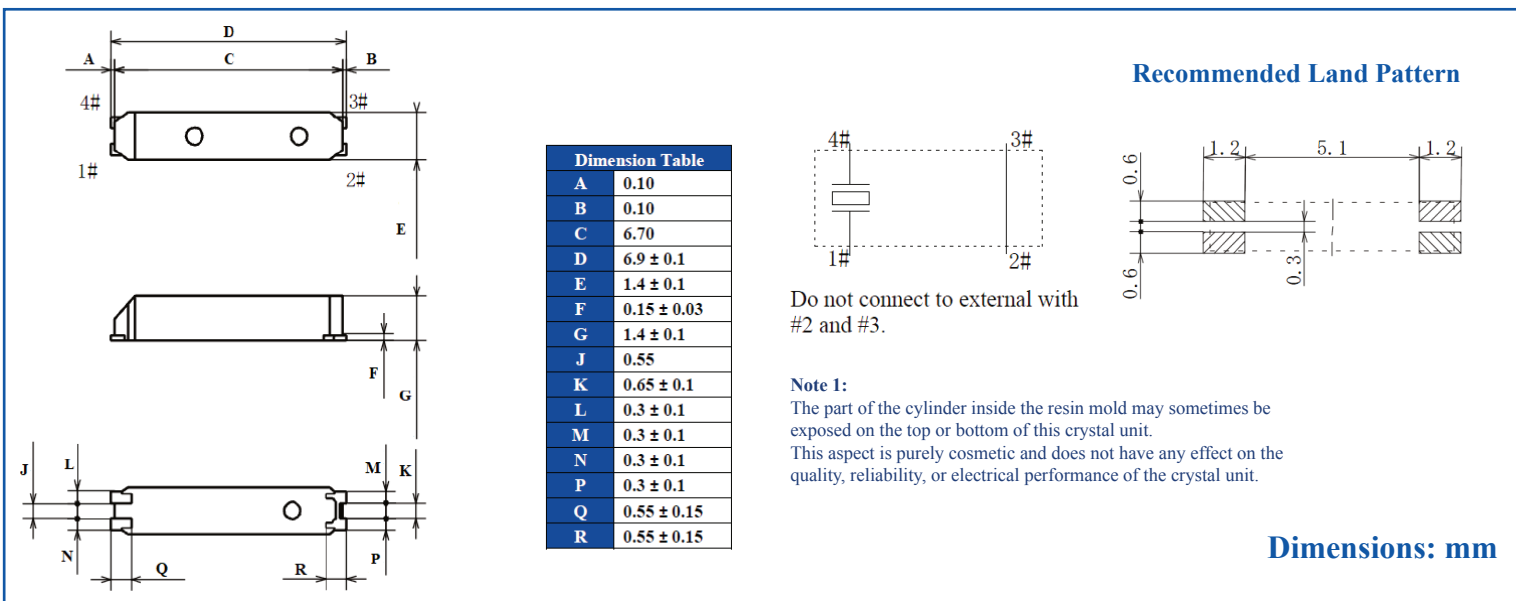 D
A C B
4# 3#
1# 2#
E
F
G
J L M K
N Q R P
Dimension Table
A 0.10
B 0.10
C 6.70
D 6.9 ± 0.1
E 1.4 ± 0.1
F 0.15 ± 0.03
G 1.4 ± 0.1
J 0.55
K 0.65 ± 0.1
L 0.3 ± 0.1
M 0.3 ± 0.1
N 0.3 ± 0.1
P 0.3 ± 0.1
Q 0.55 ± 0.15
R 0.55 ± 0.15
4# 3#
1# 2#
Do not connect to external with
#2 and #3.
Note 1:
The part of the cylinder inside the resin mold may sometimes be
exposed on the top or bottom of this crystal unit.
This aspect is purely cosmetic and does not have any effect on the
quality, reliability, or electrical performance of the crystal unit.
Recommended Land Pattern
1.2 5.1 1.2
0.6
0.6
0.3
Dimensions: mm